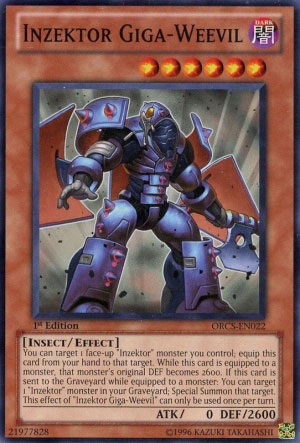 INZEKTOR GIGA-WEEVIL
DARK
闇
1st Edition
ORCS-EN022
[INSECT/EFFECT]
You can target 1 face-up "Inzektor" monster you control; equip
this card from your hand to that target. While this card is equipped to
a monster, that monster's original DEF becomes 2600. If this card is
sent to the Graveyard while equipped to a monster: You can target 1
"Inzektor" monster in your Graveyard; Special Summon that target.
This effect of "Inzektor Giga-Weevil" can only be used once per turn.
ATK/ 0 DEF/2600
21977828
©1996 KAZUKI TAKAHASHI